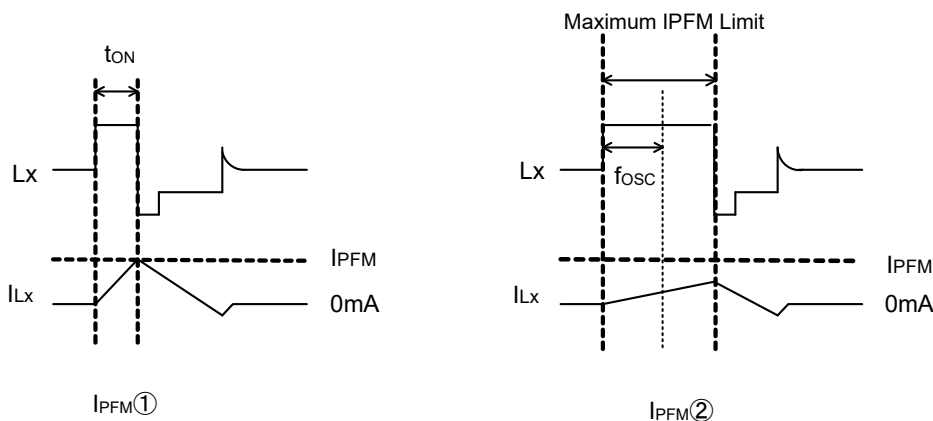 tON
Lx
IPFM
ILx
0mA
IPFM①
Maximum IPFM Limit
Lx
fOSC
IPFM
ILx
0mA
IPFM②